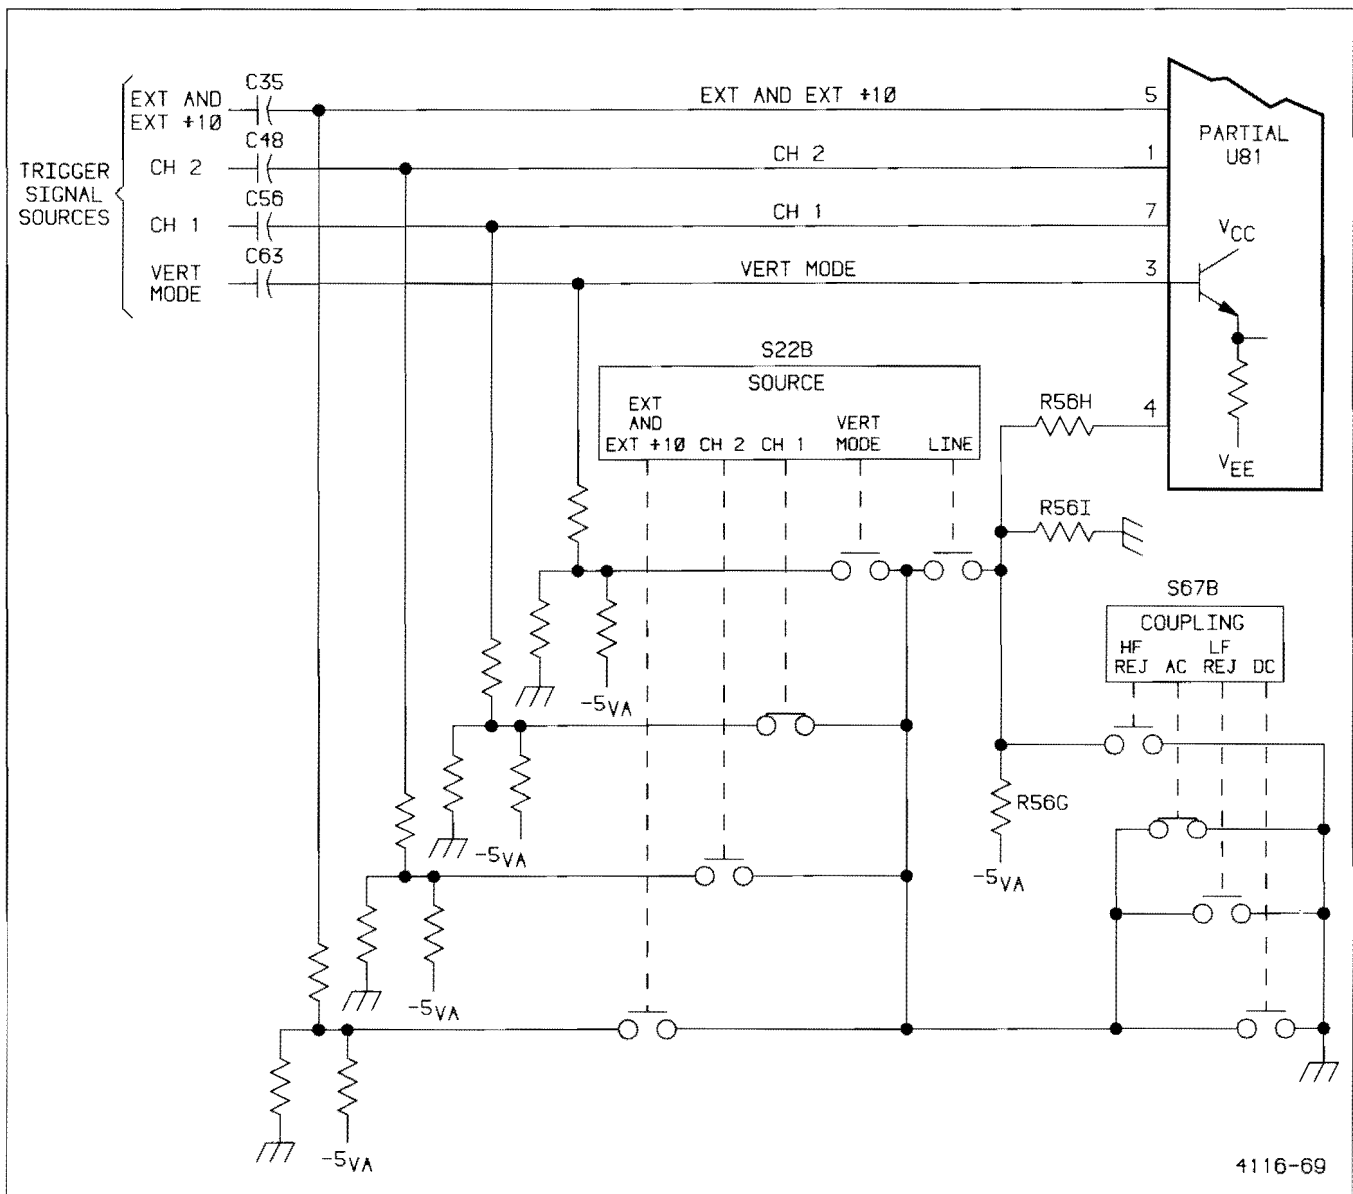 C35
EXT AND
EXT ÷10
EXT AND EXT ÷10
5
C48
CH 2
CH 2
1
PARTIAL
U81
TRIGGER
SIGNAL
SOURCES
C56
CH 1
CH 1
7
VCC
C63
VERT
MODE
VERT MODE
3
S22B
SOURCE
EXT
AND
EXT ÷10
CH 2
CH 1
VERT
MODE
LINE
R56H
4
VEE
R56I
S67B
COUPLING
HF
REJ
AC
LF
REJ
DC
-5VA
-5VA
R56G
-5VA
-5VA
-5VA
4116-69